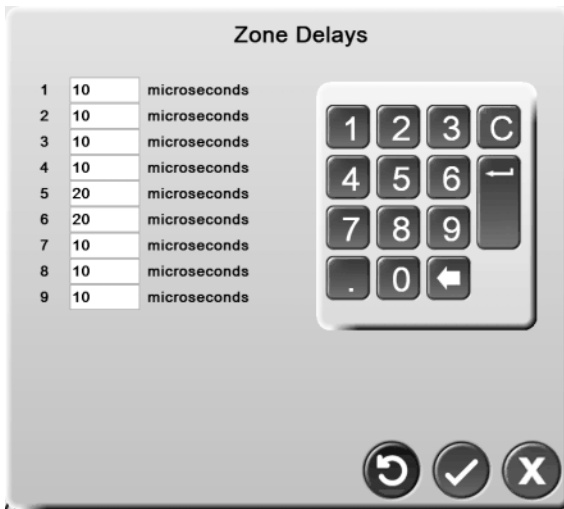 Zone Delays
1 10 microseconds
2 10 microseconds
3 10 microseconds
4 10 microseconds
5 20 microseconds
6 20 microseconds
7 10 microseconds
8 10 microseconds
9 10 microseconds
1 2 3 C
4 5 6
7 8 9
. 0